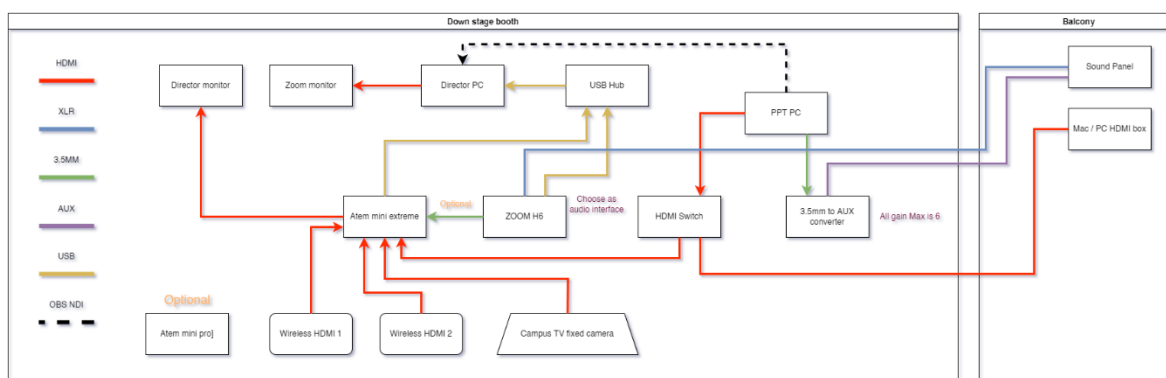 Down stage booth
Balcony
HDMI
XLR
3.5MM
AUX
USB
OBS NDI
Director monitor
Zoom monitor
Director PC
USB Hub
PPT PC
Sound Panel
Mac / PC HDMI box
Atem mini extreme
Optional
ZOOM H6
Choose as
audio interface
HDMI Switch
3.5mm to AUX
converter
All gain Max is 6
Optional
Atem mini pro]
Wireless HDMI 1
Wireless HDMI 2
Campus TV fixed camera